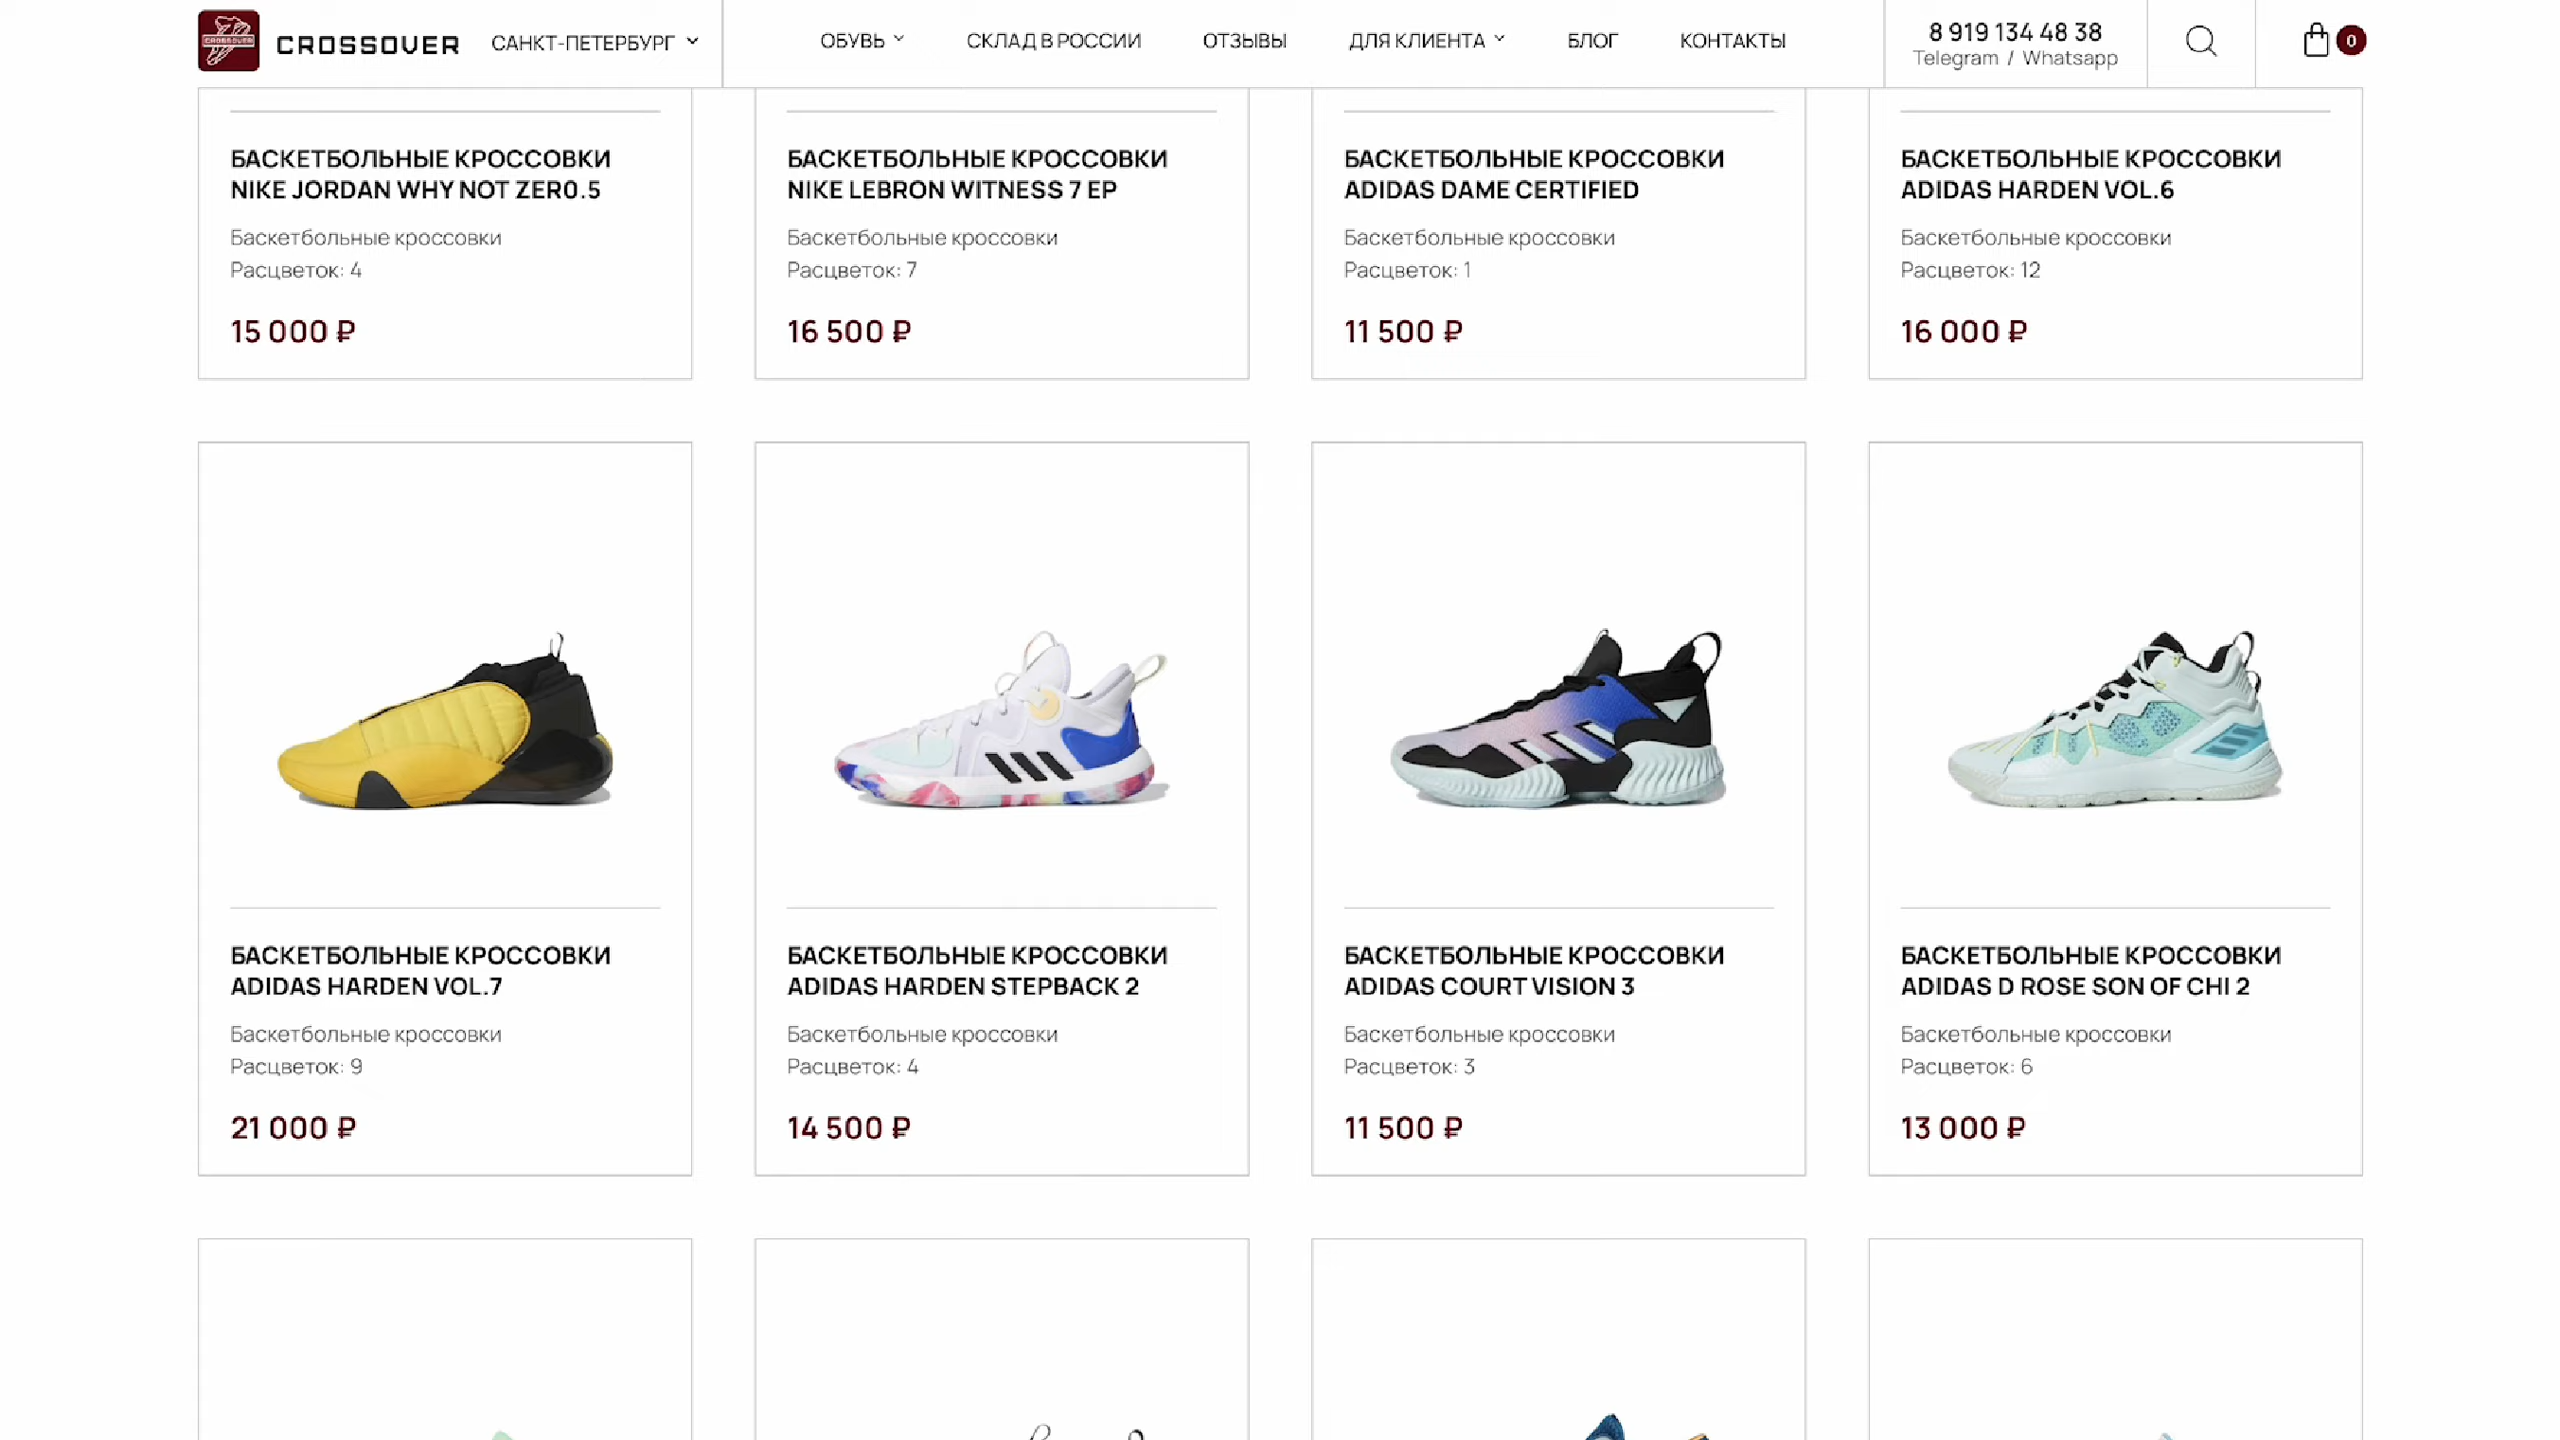 CROSSOVER
САНКТ-ПЕТЕРБУРГ
ОБУВЬ
СКЛАД В РОССИИ
ОТЗЫВЫ
ДЛЯ КЛИЕНТА
БЛОГ
КОНТАКТЫ
8 919 134 48 38
Telegram / Whatsapp
0
БАСКЕТБОЛЬНЫЕ КРОССОВКИ
NIKE JORDAN WHY NOT ZER0.5
Баскетбольные кроссовки
Расцветок: 4
15 000 ₽
БАСКЕТБОЛЬНЫЕ КРОССОВКИ
NIKE LEBRON WITNESS 7 EP
Баскетбольные кроссовки
Расцветок: 7
16 500 ₽
БАСКЕТБОЛЬНЫЕ КРОССОВКИ
ADIDAS DAME CERTIFIED
Баскетбольные кроссовки
Расцветок: 1
11 500 ₽
БАСКЕТБОЛЬНЫЕ КРОССОВКИ
ADIDAS HARDEN VOL.6
Баскетбольные кроссовки
Расцветок: 12
16 000 ₽
БАСКЕТБОЛЬНЫЕ КРОССОВКИ
ADIDAS HARDEN VOL.7
Баскетбольные кроссовки
Расцветок: 9
21 000 ₽
БАСКЕТБОЛЬНЫЕ КРОССОВКИ
ADIDAS HARDEN STEPBACK 2
Баскетбольные кроссовки
Расцветок: 4
14 500 ₽
БАСКЕТБОЛЬНЫЕ КРОССОВКИ
ADIDAS COURT VISION 3
Баскетбольные кроссовки
Расцветок: 3
11 500 ₽
БАСКЕТБОЛЬНЫЕ КРОССОВКИ
ADIDAS D ROSE SON OF CHI 2
Баскетбольные кроссовки
Расцветок: 6
13 000 ₽